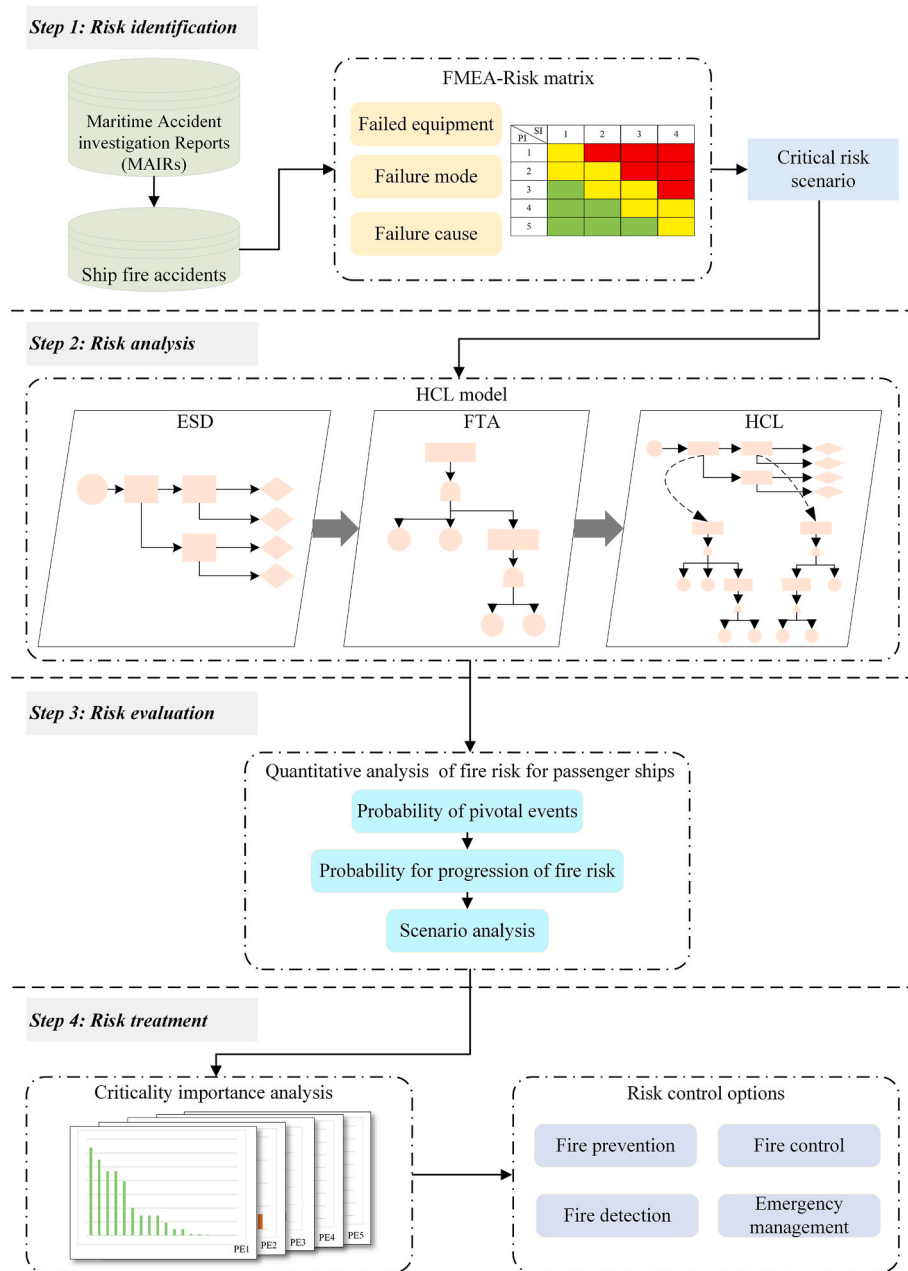 Step 1: Risk identification
Maritime Accident
investigation Reports
(MAIRs)
Ship fire accidents
FMEA-Risk matrix
Failed equipment
Failure mode
Failure cause
SI
PI
1 2 3 4
1
2
3
4
5
Critical risk
scenario
Step 2: Risk analysis
HCL model
ESD
FTA
HCL
Step 3: Risk evaluation
Quantitative analysis of fire risk for passenger ships
Probability of pivotal events
Probability for progression of fire risk
Scenario analysis
Step 4: Risk treatment
Criticality importance analysis
PE1
PE2
PE3
PE4
PE5
Risk control options
Fire prevention
Fire control
Fire detection
Emergency
management